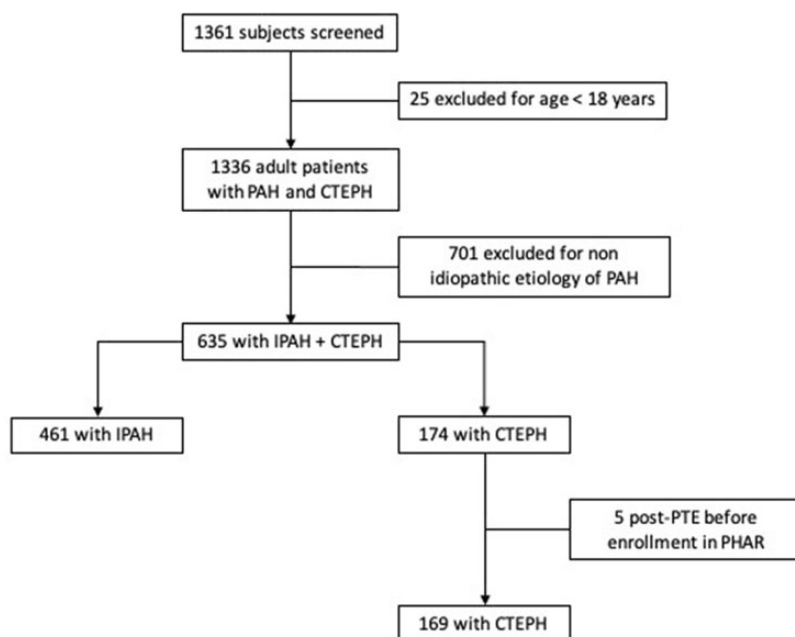 1361 subjects screened
25 excluded for age < 18 years
1336 adult patients
with PAH and CTEPH
701 excluded for non
idiopathic etiology of PAH
635 with IPAH + CTEPH
461 with IPAH
174 with CTEPH
5 post-PTE before
enrollment in PHAR
169 with CTEPH